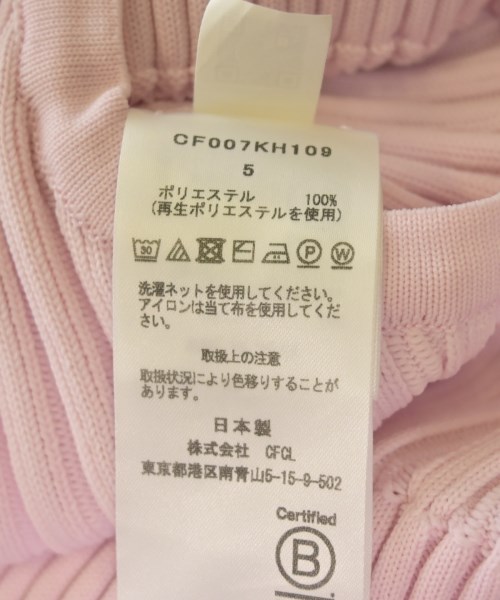 CF007KH109
5
ポリエステル 100%
(再生ポリエステルを使用)
30
P W
洗濯ネットを使用してください。
アイロンは当て布を使用してくだ
さい。
取扱上の注意
取扱状況により色移りすることが
あります。
日本製
株式会社 CFCL
東京都港区南青山5-15-9-502
Certified
B